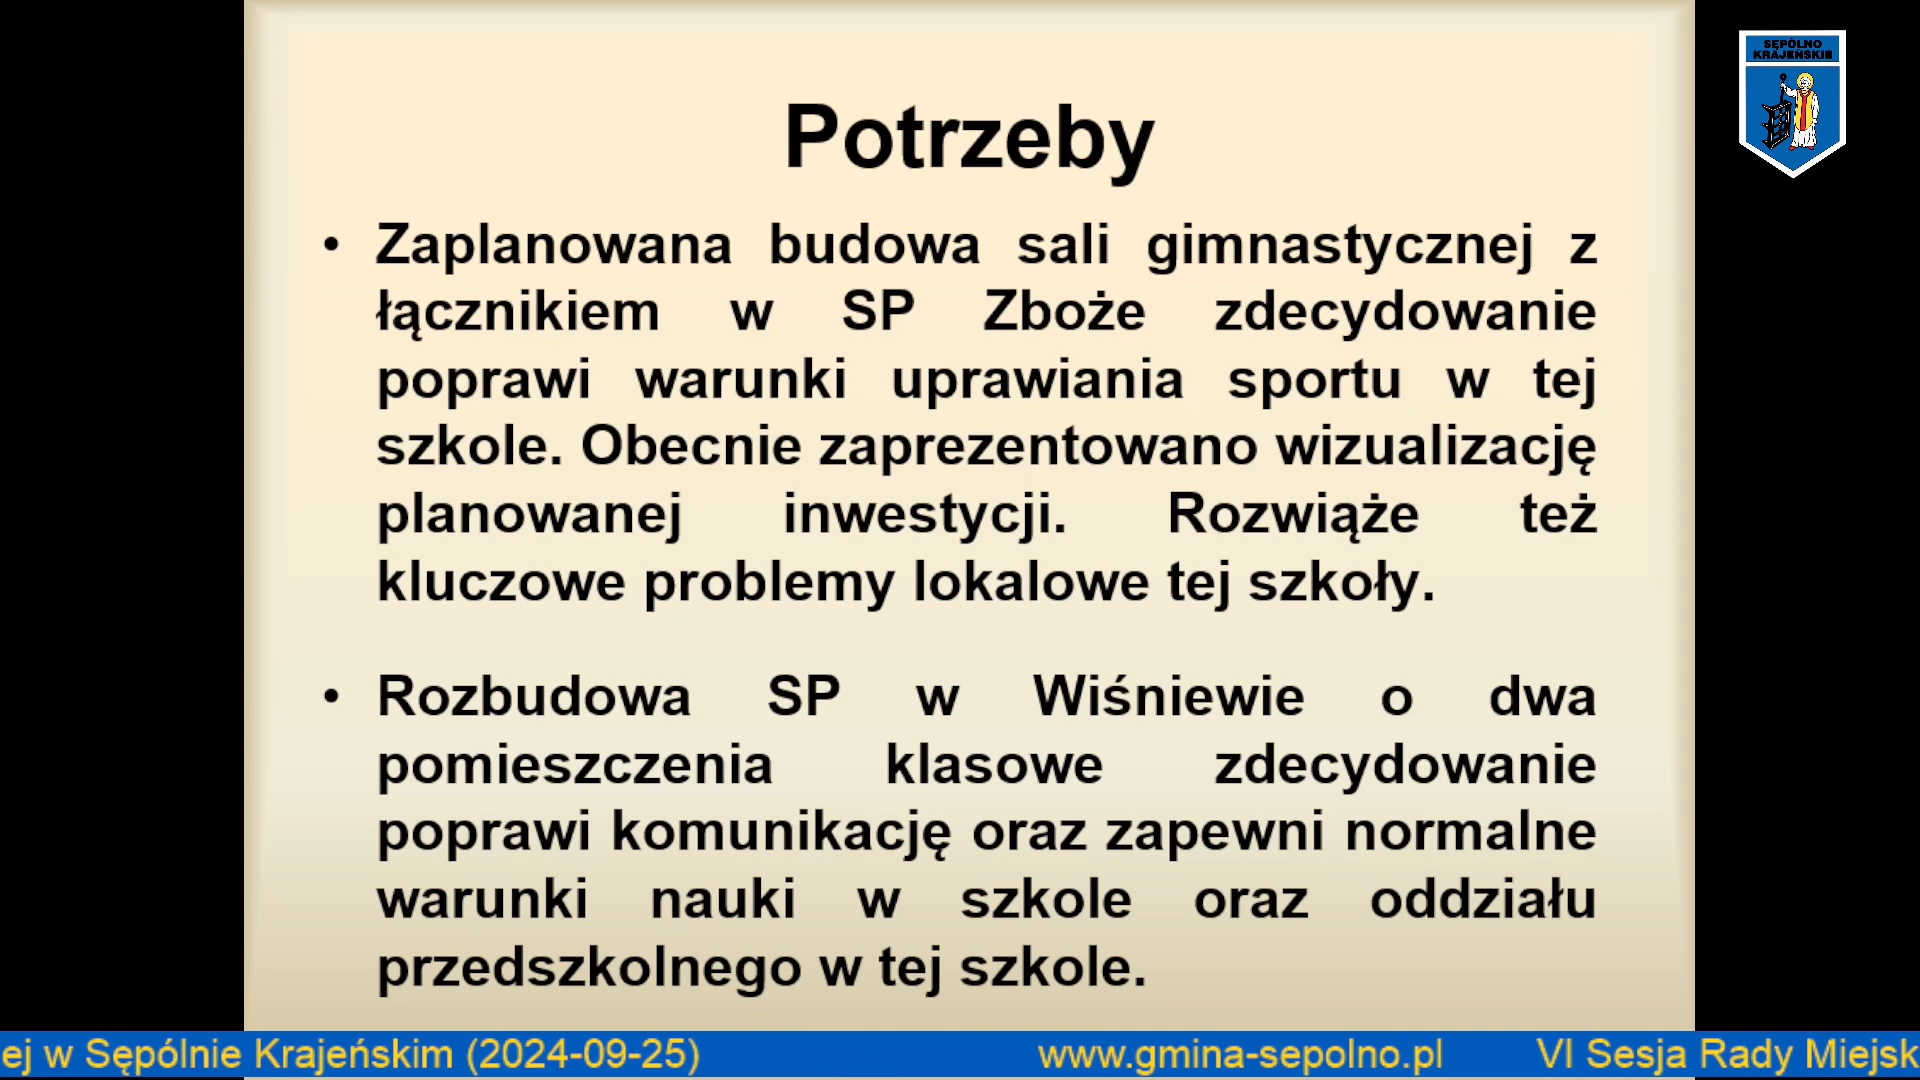 SĘPÓLNO
KRAJEŃSKIE
Potrzeby
• Zaplanowana budowa sali gimnastycznej z
łącznikiem w SP Zboże zdecydowanie
poprawi warunki uprawiania sportu w tej
szkole. Obecnie zaprezentowano wizualizację
planowanej inwestycji. Rozwiąże też
kluczowe problemy lokalowe tej szkoły.
• Rozbudowa SP w Wiśniewie o dwa
pomieszczenia klasowe zdecydowanie
poprawi komunikację oraz zapewni normalne
warunki nauki w szkole oraz oddziału
przedszkolnego w tej szkole.
ej w Sępólnie Krajeńskim (2024-09-25) www.gmina-sepolno.pl VI Sesja Rady Miejsk